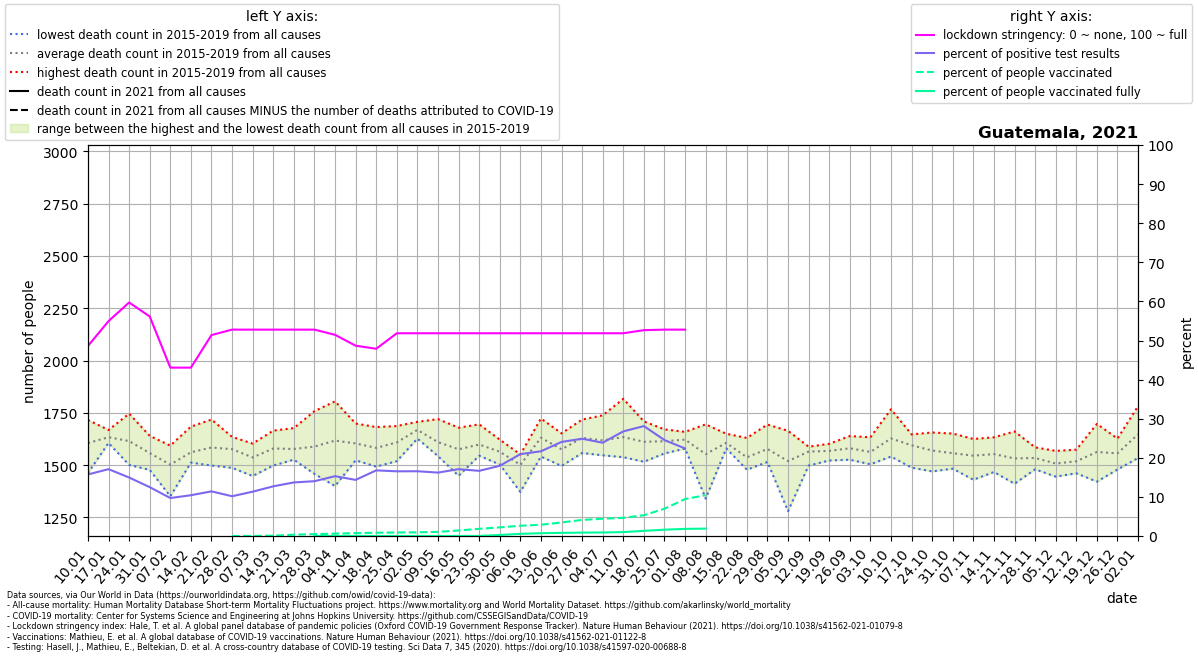 left Y axis:
lowest death count in 2015-2019 from all causes
average death count in 2015-2019 from all causes
highest death count in 2015-2019 from all causes
death count in 2021 from all causes
death count in 2021 from all causes MINUS the number of deaths attributed to COVID-19
range between the highest and the lowest death count from all causes in 2015-2019
right Y axis:
lockdown stringency: 0 ~ none, 100 ~ full
percent of positive test results
percent of people vaccinated
percent of people vaccinated fully
Guatemala, 2021
number of people
3000
2750
2500
2250
2000
1750
1500
1250
100
90
80
70
60
50
40
30
20
10
0
percent
10.01 17.01 24.01 31.01 07.02 14.02 21.02 28.02 07.03 14.03 21.03 28.03 04.04 11.04 18.04 25.04 02.05 09.05 16.05 23.05 30.05 06.06 13.06 20.06 27.06 04.07 11.07 18.07 25.07 01.08 08.08 15.08 22.08 29.08 05.09 12.09 19.09 26.09 03.10 10.10 17.10 24.10 31.10 07.11 14.11 21.11 28.11 05.12 12.12 19.12 26.12 02.01
date
Data sources, via Our World in Data (https://ourworldindata.org, https://github.com/owid/covid-19-data):
- All-cause mortality: Human Mortality Database Short-term Mortality Fluctuations project. https://www.mortality.org and World Mortality Dataset. https://github.com/akarlinsky/world_mortality
- COVID-19 mortality: Center for Systems Science and Engineering at Johns Hopkins University. https://github.com/CSSEGISandData/COVID-19
- Lockdown stringency index: Hale, T. et al. A global panel database of pandemic policies (Oxford COVID-19 Government Response Tracker). Nature Human Behaviour (2021). https://doi.org/10.1038/s41562-021-01079-8
- Vaccinations: Mathieu, E. et al. A global database of COVID-19 vaccinations. Nature Human Behaviour (2021). https://doi.org/10.1038/s41562-021-01122-8
- Testing: Hasell, J., Mathieu, E., Beltekian, D. et al. A cross-country database of COVID-19 testing. Sci Data 7, 345 (2020). https://doi.org/10.1038/s41597-020-00688-8